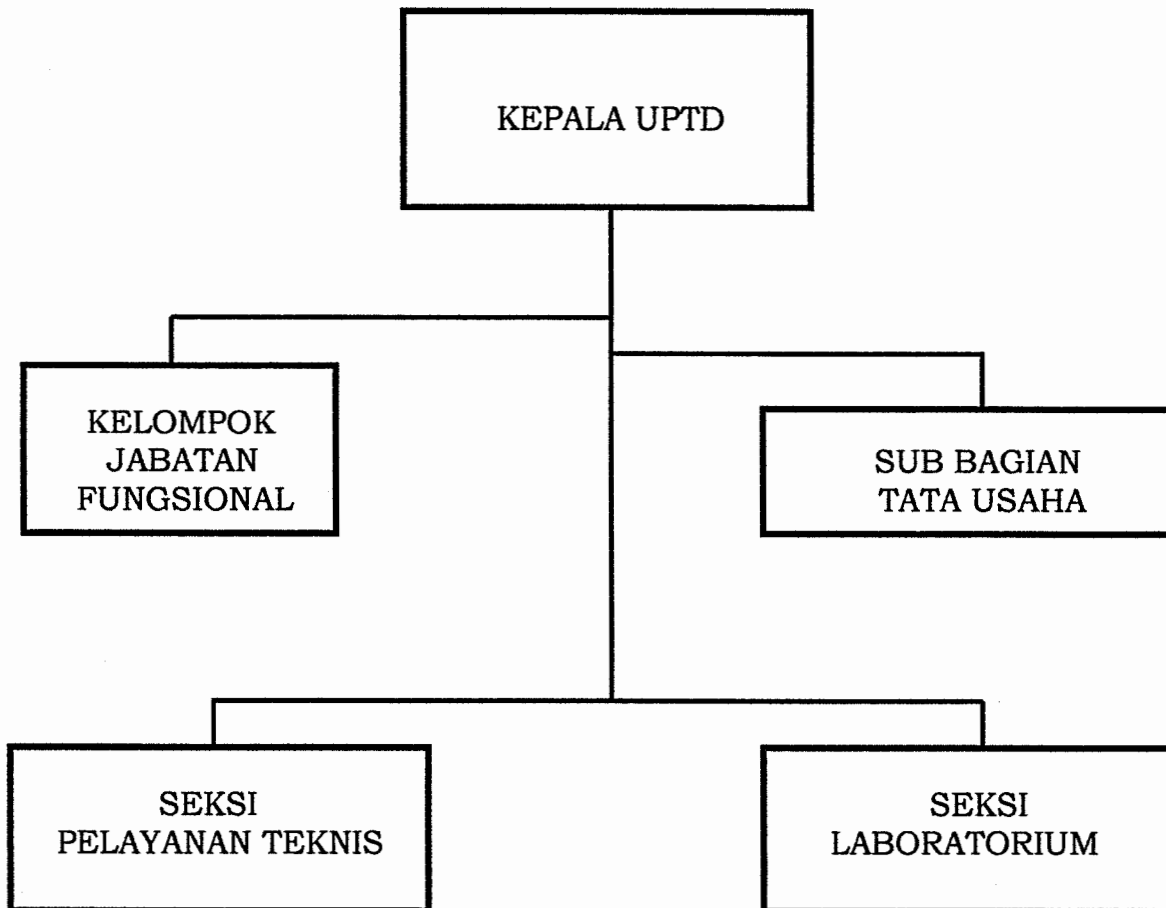 KEPALA UPTD
KELOMPOK
JABATAN
FUNGSIONAL
SUB BAGIAN
TATA USAHA
SEKSI
PELAYANAN TEKNIS
SEKSI
LABORATORIUM